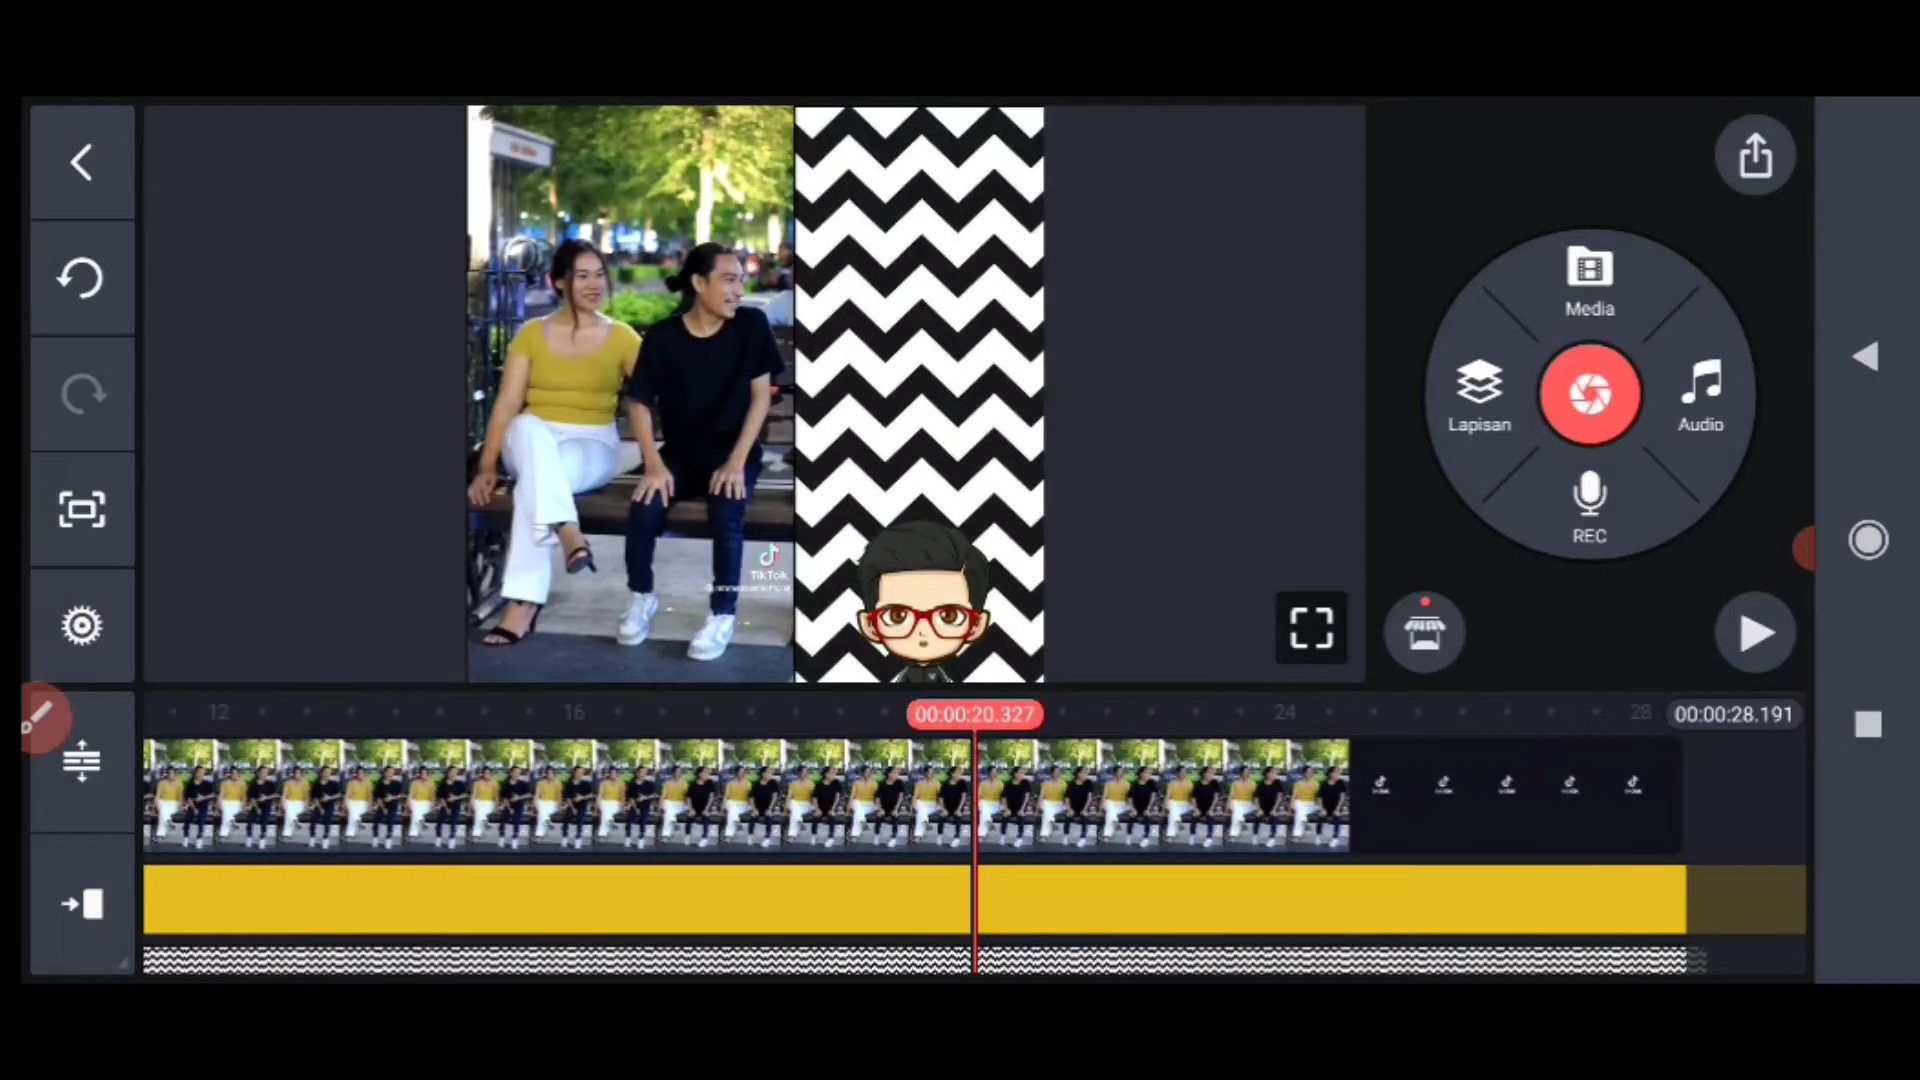 Media
Lapisan
Audio
REC
TikTok
12
16
00:00:20.327
24
28
00:00:28.191